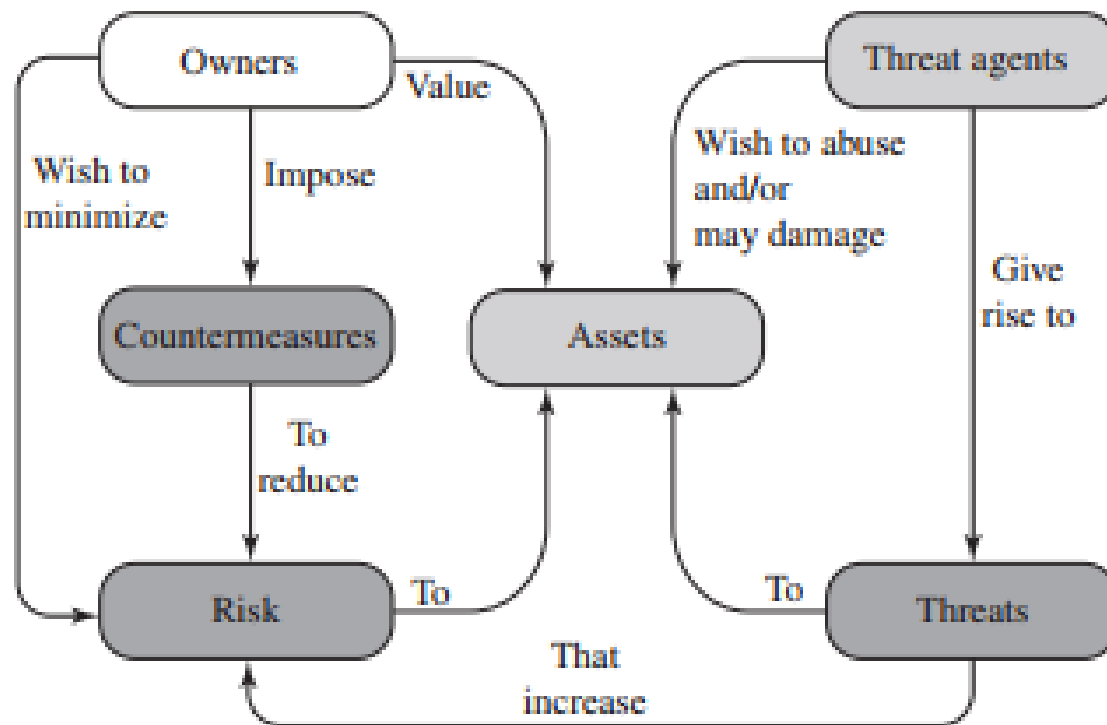 Owners
Threat agents
Value
Wish to
minimize
Impose
Wish to abuse
and/or
may damage
Give
rise to
Countermeasures
Assets
To
reduce
Risk
To
To
Threats
That
increase